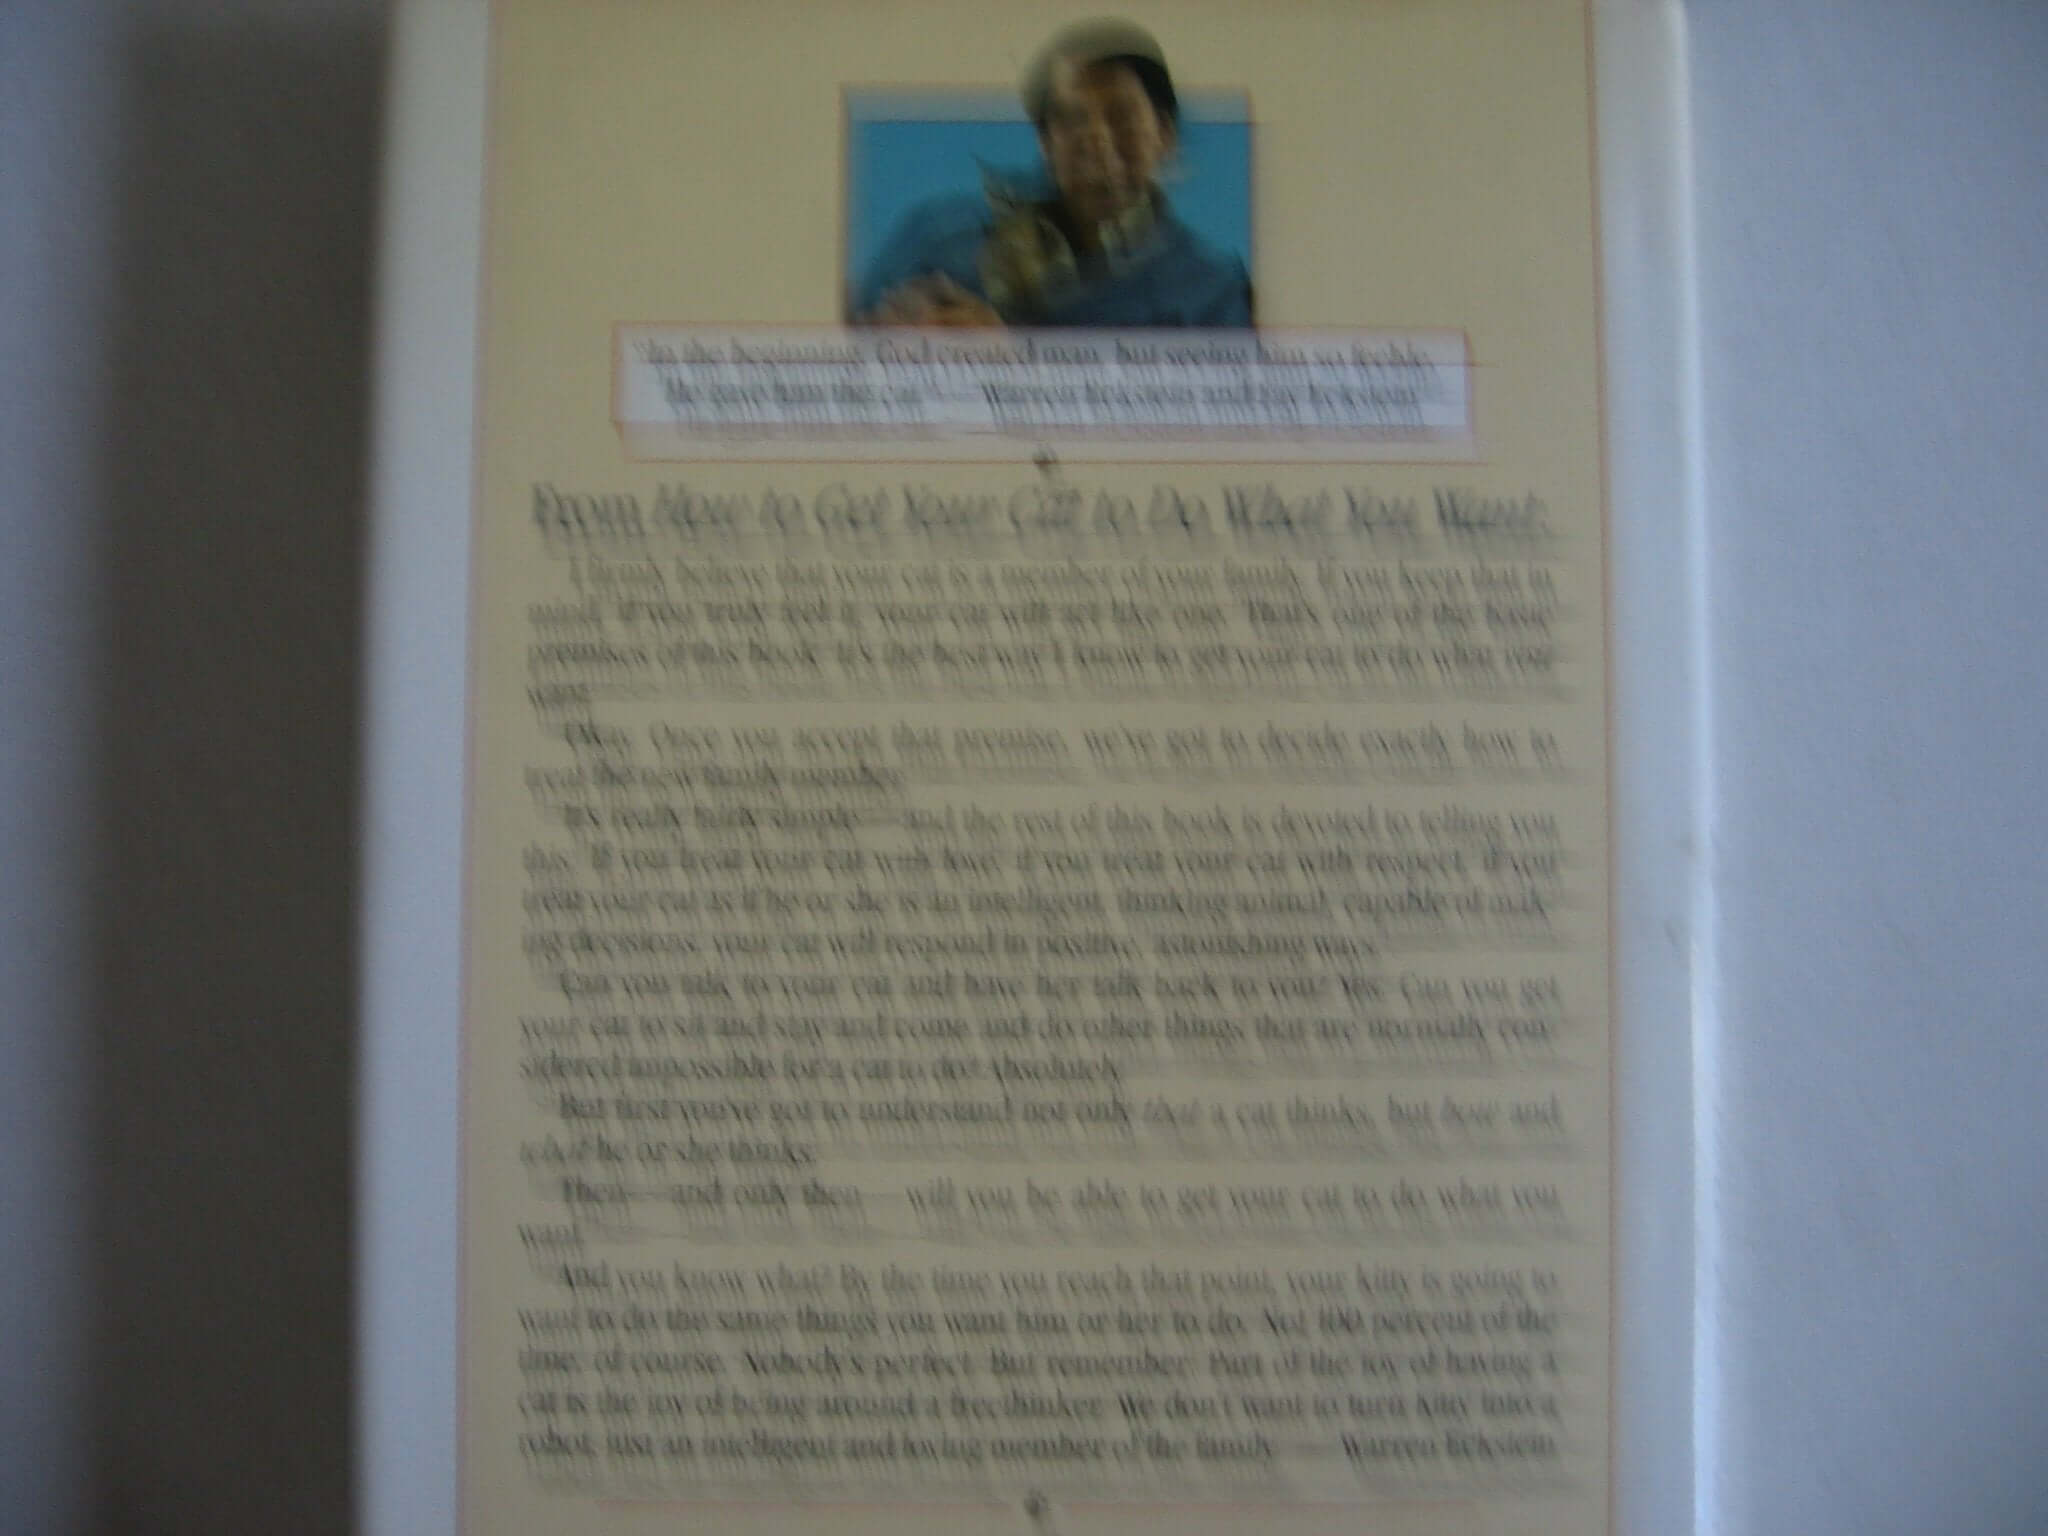 "In the beginning, God created man, but seeing him so feeble,
He gave him the cat."—Warren Eckstein and Fay Eckstein
From How to Get Your Cat to Do What You Want:
I firmly believe that your cat is a member of your family. If you keep that in
mind, if you truly feel it, your cat will act like one. That's one of the basic
premises of this book. It's the best way I know to get your cat to do what you
want.
Okay. Once you accept that premise, we've got to decide exactly how to
treat the new family member.
It's really fairly simple—and the rest of this book is devoted to telling you
this: If you treat your cat with love, if you treat your cat with respect, if you
treat your cat as if he or she is an intelligent, thinking animal, capable of mak-
ing decisions, your cat will respond in positive, astonishing ways.
Can you talk to your cat and have her talk back to you? Yes. Can you get
your cat to sit and stay and come and do other things that are normally con-
sidered impossible for a cat to do? Absolutely.
But first you've got to understand not only that a cat thinks, but how and
what he or she thinks.
Then—and only then—will you be able to get your cat to do what you
want.
And you know what? By the time you reach that point, your kitty is going to
want to do the same things you want him or her to do. Not 100 percent of the
time, of course. Nobody's perfect. But remember: Part of the joy of having a
cat is the joy of being around a freethinker. We don't want to turn Kitty into a
robot, just an intelligent and loving member of the family. —Warren Eckstein